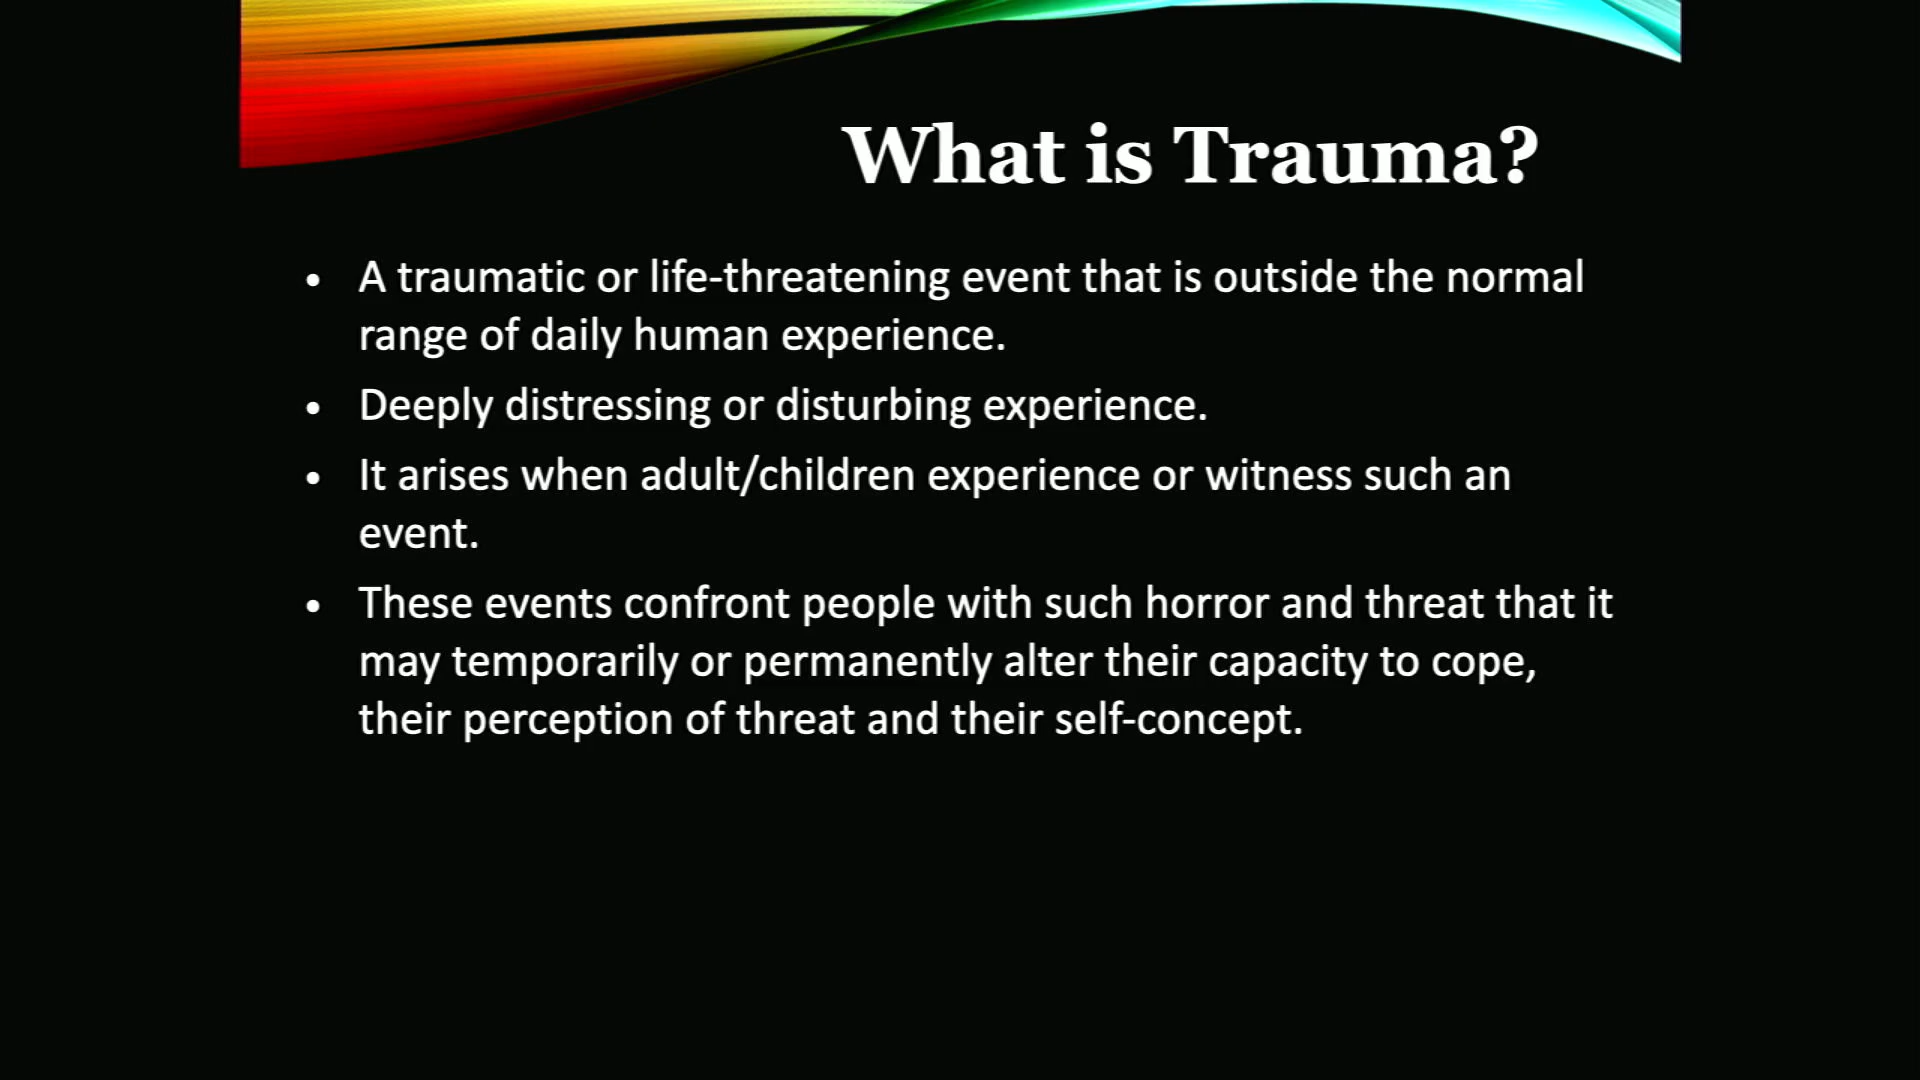 What is Trauma?
• A traumatic or life-threatening event that is outside the normal
range of daily human experience.
• Deeply distressing or disturbing experience.
• It arises when adult/children experience or witness such an
event.
• These events confront people with such horror and threat that it
may temporarily or permanently alter their capacity to cope,
their perception of threat and their self-concept.